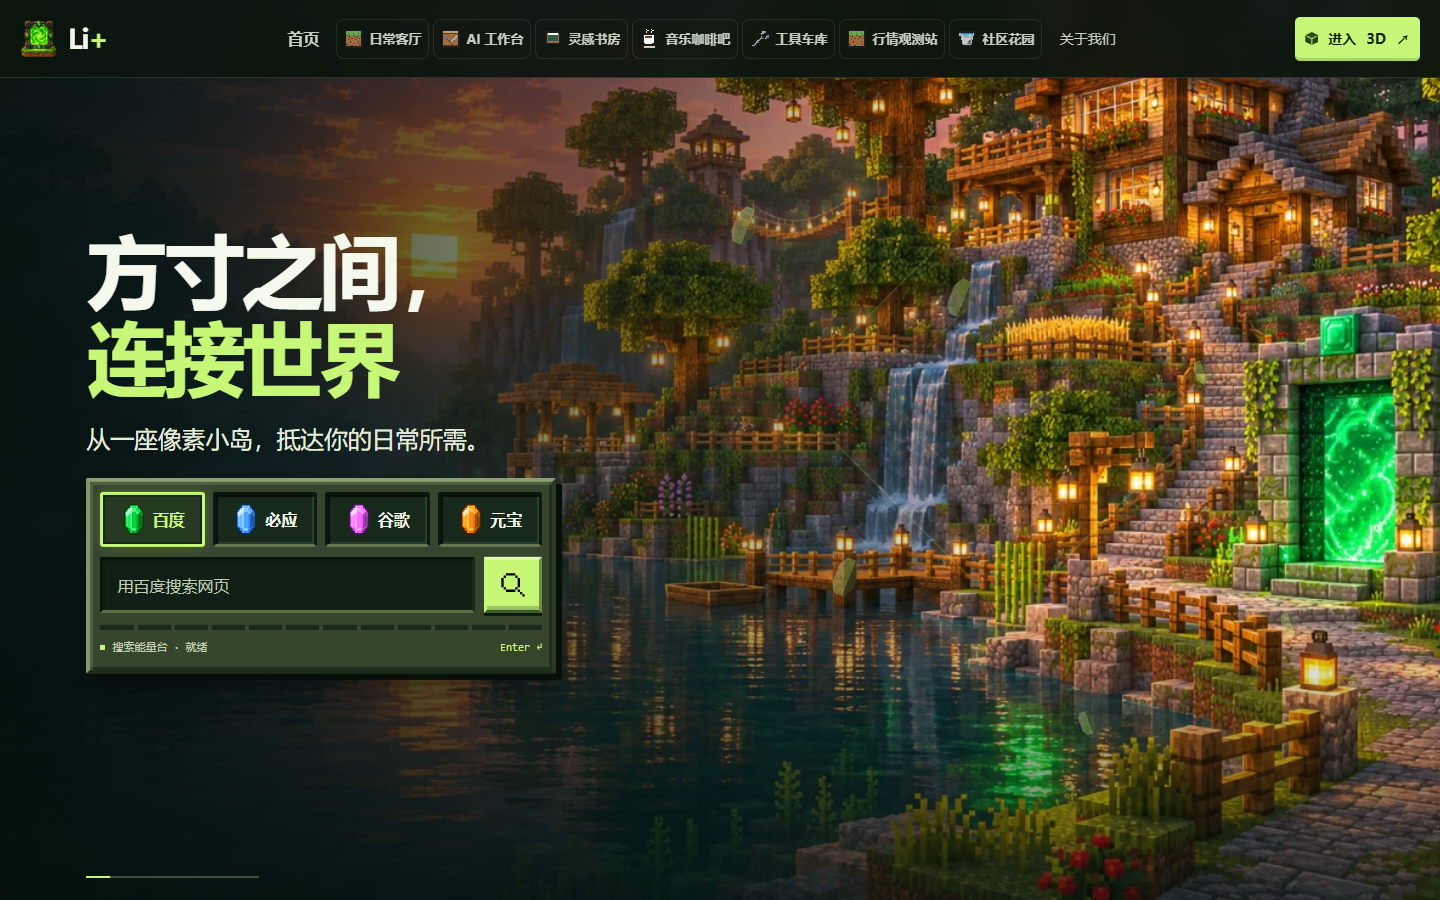 Li+
首页
日常客厅
AI 工作台
灵感书房
音乐咖啡吧
工具车库
行情观测站
社区花园
关于我们
进入 3D ↗
方寸之间，
连接世界
从一座像素小岛，抵达你的日常所需。
百度
必应
谷歌
元宝
用百度搜索网页
搜索能量台 · 就绪
Enter ↵